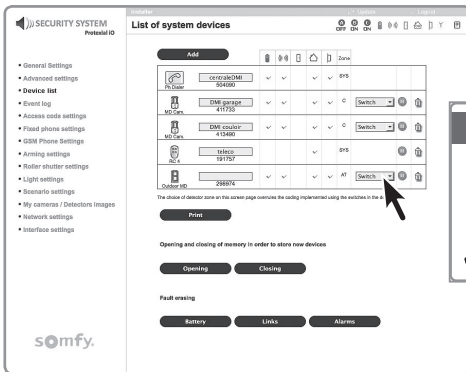 Installer
Update
Logout
SECURITY SYSTEM
Protexial iO
List of system devices
OFF ON ON
General Settings
Advanced settings
Device list
Event log
Access code settings
Fixed phone settings
GSM Phone Settings
Arming settings
Roller shutter settings
Light settings
Scenario settings
My cameras / Detectors images
Network settings
Interface settings
Add
Zone
Ph Dialer centraleDMI 504090 SYS
MD Cam. DMI garage 411733 C Switch
MD Cam. DMI couloir 413490 C Switch
RC 4 teleco 191757 SYS
Outdoor MD 298974 AT Switch
The choice of detector zone on this screen page overrules the coding implemented using the switches in the d
Print
Opening and closing of memory in order to store new devices
Opening Closing
Fault erasing
Battery Links Alarms
somfy.